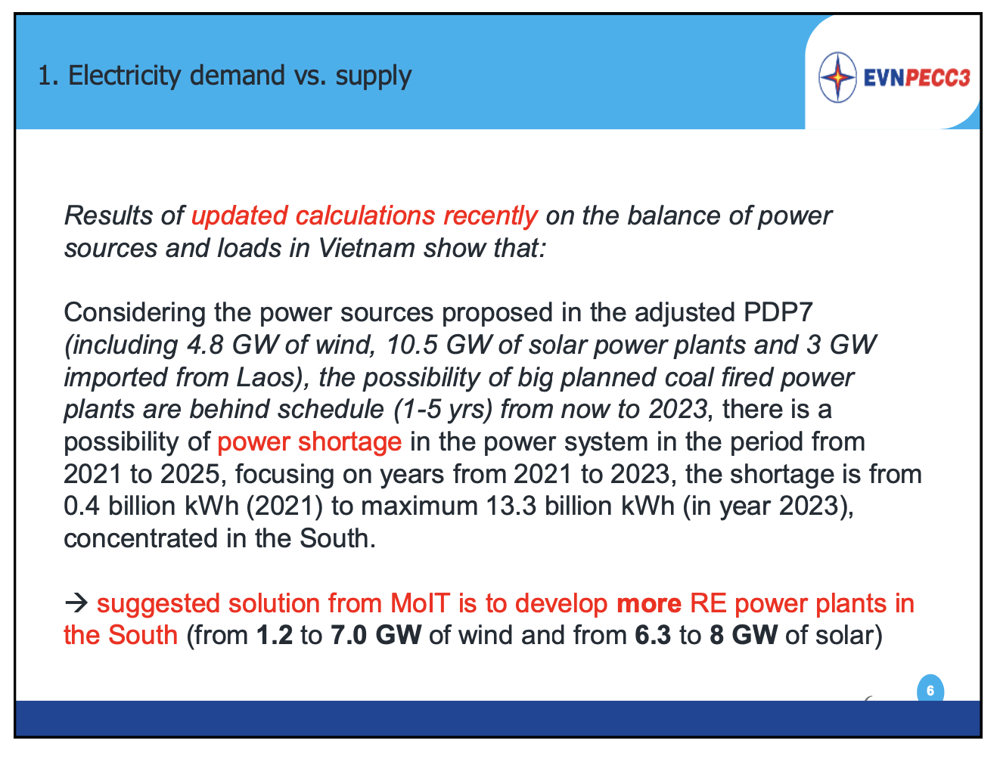 1. Electricity demand vs. supply
EVNPECC3
Results of updated calculations recently on the balance of power
sources and loads in Vietnam show that:
Considering the power sources proposed in the adjusted PDP7
(including 4.8 GW of wind, 10.5 GW of solar power plants and 3 GW
imported from Laos), the possibility of big planned coal fired power
plants are behind schedule (1-5 yrs) from now to 2023, there is a
possibility of power shortage in the power system in the period from
2021 to 2025, focusing on years from 2021 to 2023, the shortage is from
0.4 billion kWh (2021) to maximum 13.3 billion kWh (in year 2023),
concentrated in the South.
→ suggested solution from MoIT is to develop more RE power plants in
the South (from 1.2 to 7.0 GW of wind and from 6.3 to 8 GW of solar)
6